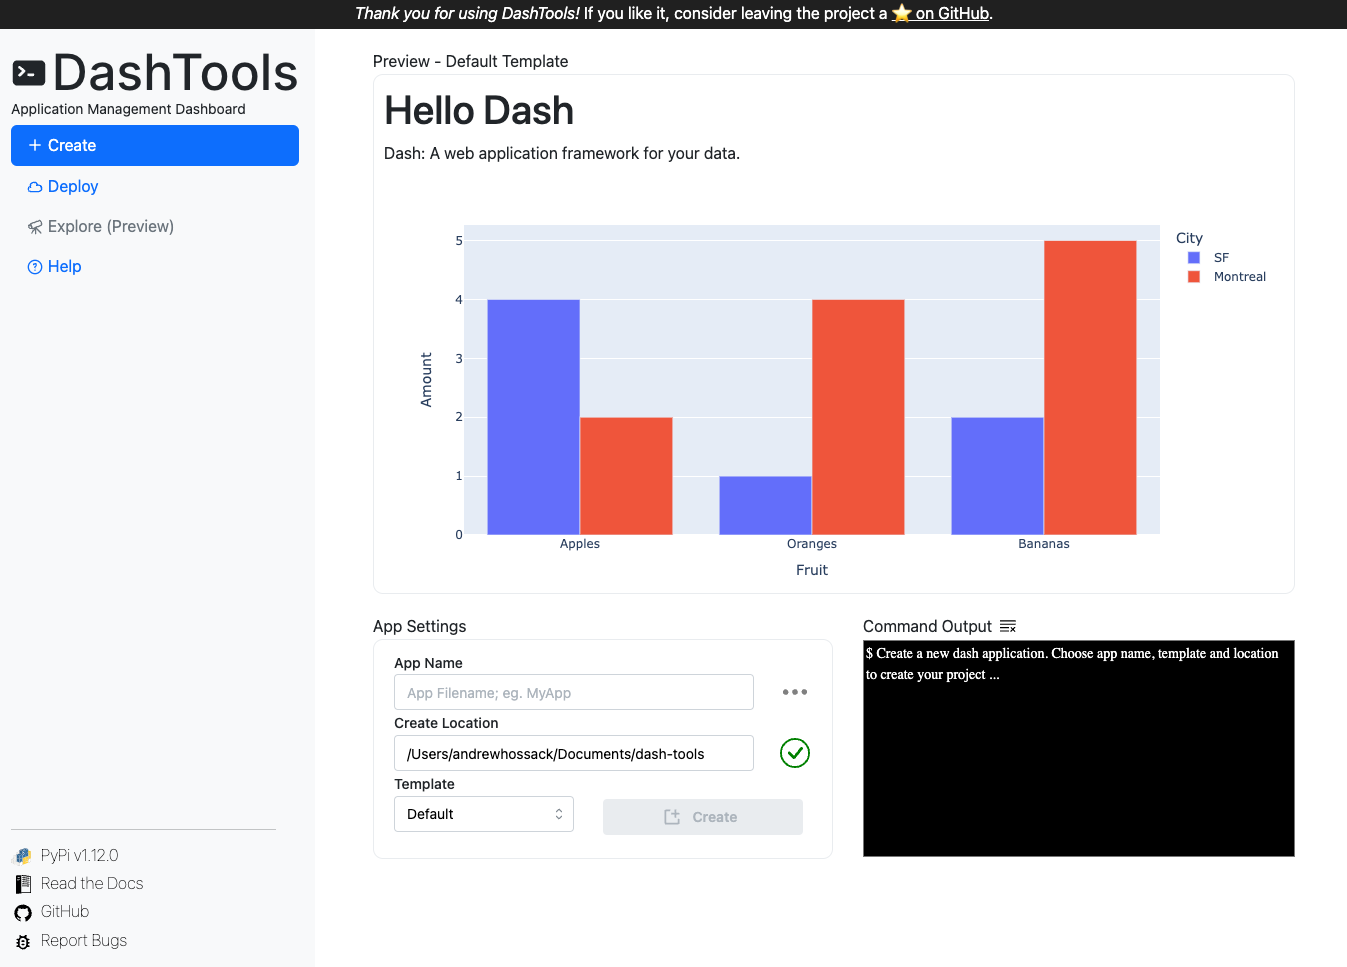 Thank you for using DashTools! If you like it, consider leaving the project a ⭐ on GitHub.
DashTools
Application Management Dashboard
Create
Deploy
Explore (Preview)
Help
PyPi v1.12.0
Read the Docs
GitHub
Report Bugs
Preview - Default Template
Hello Dash
Dash: A web application framework for your data.
5
4
3
2
1
0
Amount
Apples
Oranges
Bananas
Fruit
City
SF
Montreal
App Settings
App Name
App Filename; eg. MyApp
Create Location
/Users/andrewhossack/Documents/dash-tools
Template
Default
Create
Command Output
$ Create a new dash application. Choose app name, template and location
to create your project ...